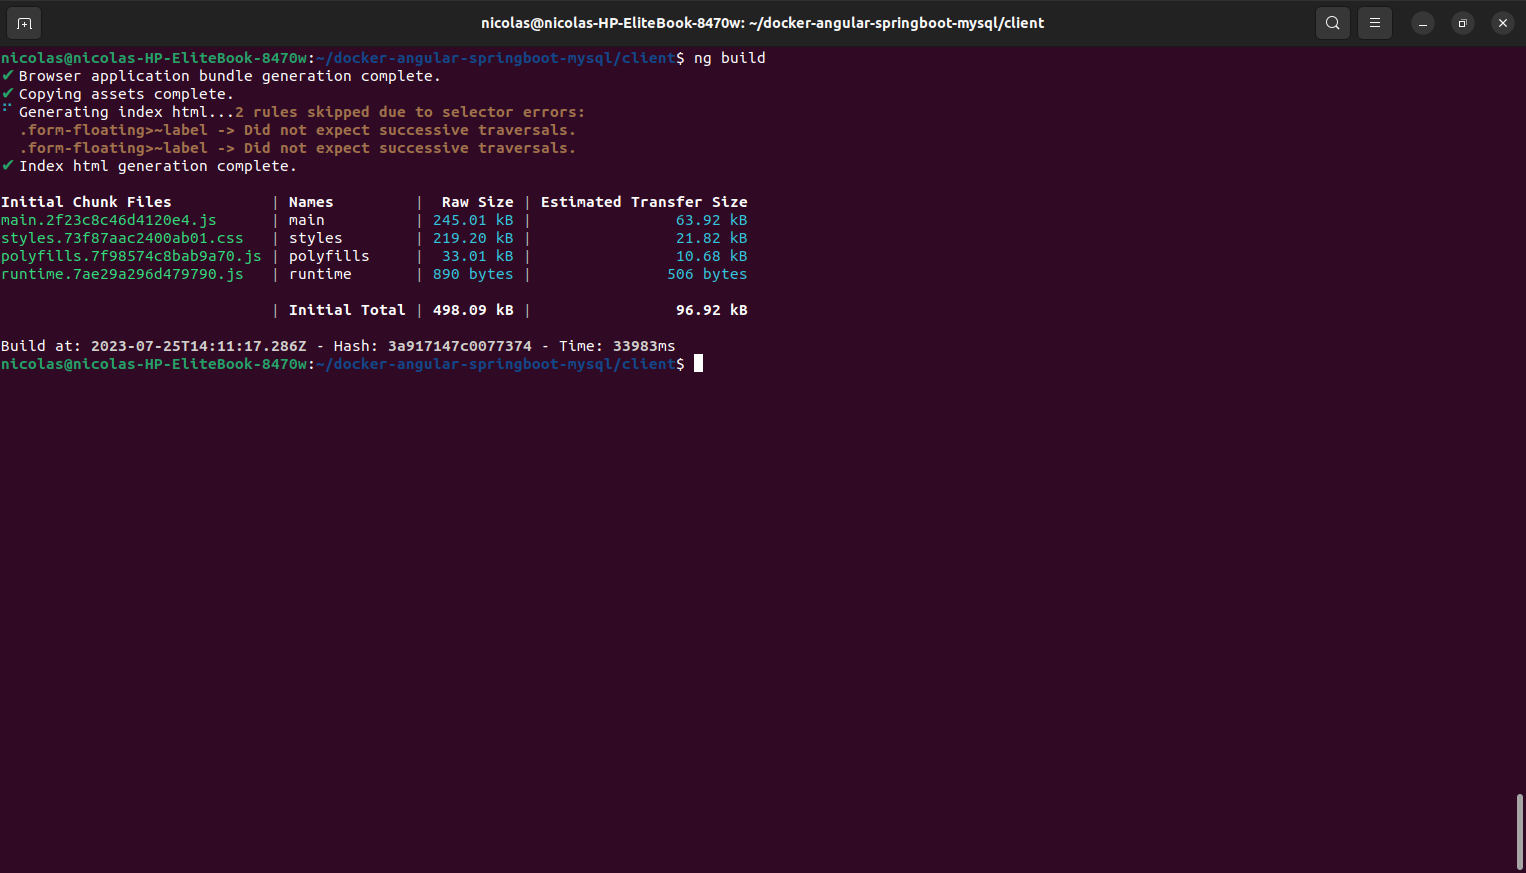 nicolas@nicolas-HP-EliteBook-8470w: ~/docker-angular-springboot-mysql/client
nicolas@nicolas-HP-EliteBook-8470w:~/docker-angular-springboot-mysql/client$ ng build
✔ Browser application bundle generation complete.
✔ Copying assets complete.
⠋ Generating index html...2 rules skipped due to selector errors:
  .form-floating>~label -> Did not expect successive traversals.
  .form-floating>~label -> Did not expect successive traversals.
✔ Index html generation complete.
Initial Chunk Files           | Names         |  Raw Size | Estimated Transfer Size
main.2f23c8c46d4120e4.js      | main          | 245.01 kB |                63.92 kB
styles.73f87aac2400ab01.css   | styles        | 219.20 kB |                21.82 kB
polyfills.7f98574c8bab9a70.js | polyfills     |  33.01 kB |                10.68 kB
runtime.7ae29a296d479790.js   | runtime       | 890 bytes |               506 bytes
                              | Initial Total | 498.09 kB |                96.92 kB
Build at: 2023-07-25T14:11:17.286Z - Hash: 3a917147c0077374 - Time: 33983ms
nicolas@nicolas-HP-EliteBook-8470w:~/docker-angular-springboot-mysql/client$